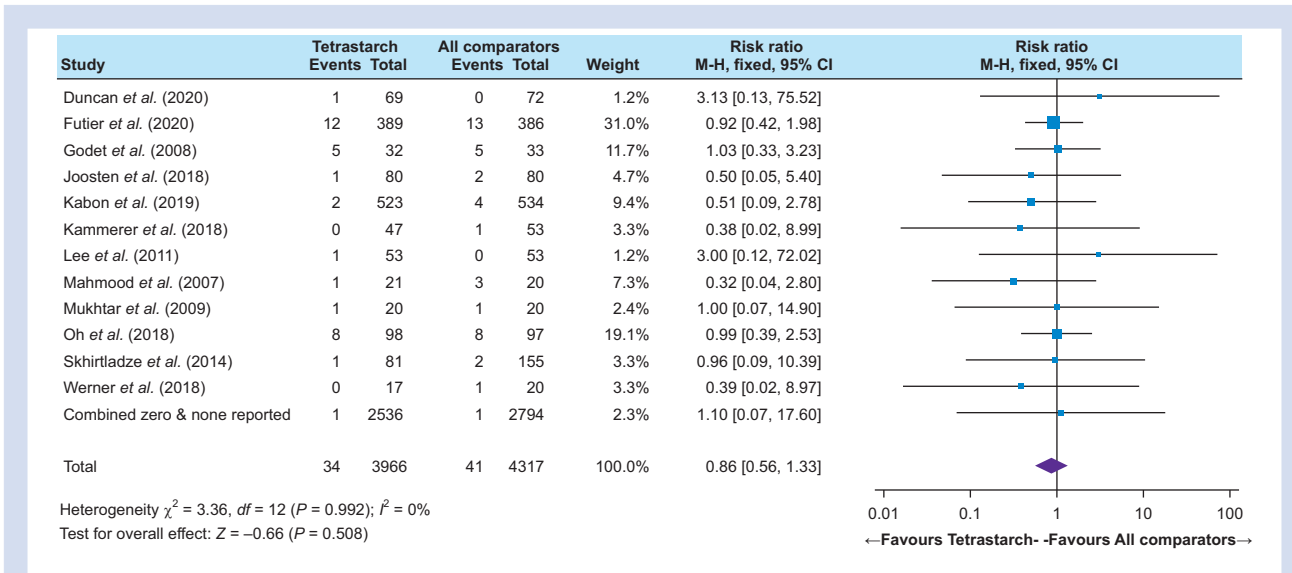 Tetrastarch All comparators Risk ratio Risk ratio
Study Events Total Events Total Weight M-H, fixed, 95% CI M-H, fixed, 95% CI
Duncan et al. (2020) 1 69 0 72 1.2% 3.13 [0.13, 75.52]
Futier et al. (2020) 12 389 13 386 31.0% 0.92 [0.42, 1.98]
Godet et al. (2008) 5 32 5 33 11.7% 1.03 [0.33, 3.23]
Joosten et al. (2018) 1 80 2 80 4.7% 0.50 [0.05, 5.40]
Kabon et al. (2019) 2 523 4 534 9.4% 0.51 [0.09, 2.78]
Kammerer et al. (2018) 0 47 1 53 3.3% 0.38 [0.02, 8.99]
Lee et al. (2011) 1 53 0 53 1.2% 3.00 [0.12, 72.02]
Mahmood et al. (2007) 1 21 3 20 7.3% 0.32 [0.04, 2.80]
Mukhtar et al. (2009) 1 20 1 20 2.4% 1.00 [0.07, 14.90]
Oh et al. (2018) 8 98 8 97 19.1% 0.99 [0.39, 2.53]
Skhirtladze et al. (2014) 1 81 2 155 3.3% 0.96 [0.09, 10.39]
Werner et al. (2018) 0 17 1 20 3.3% 0.39 [0.02, 8.97]
Combined zero & none reported 1 2536 1 2794 2.3% 1.10 [0.07, 17.60]
Total 34 3966 41 4317 100.0% 0.86 [0.56, 1.33]
Heterogeneity χ² = 3.36, df = 12 (P = 0.992); I² = 0%
Test for overall effect: Z = –0.66 (P = 0.508)
0.01 0.1 1 10 100
←Favours Tetrastarch- -Favours All comparators→